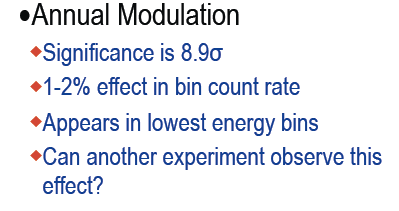 •Annual Modulation
◆Significance is 8.9σ
◆1-2% effect in bin count rate
◆Appears in lowest energy bins
◆Can another experiment observe this
effect?